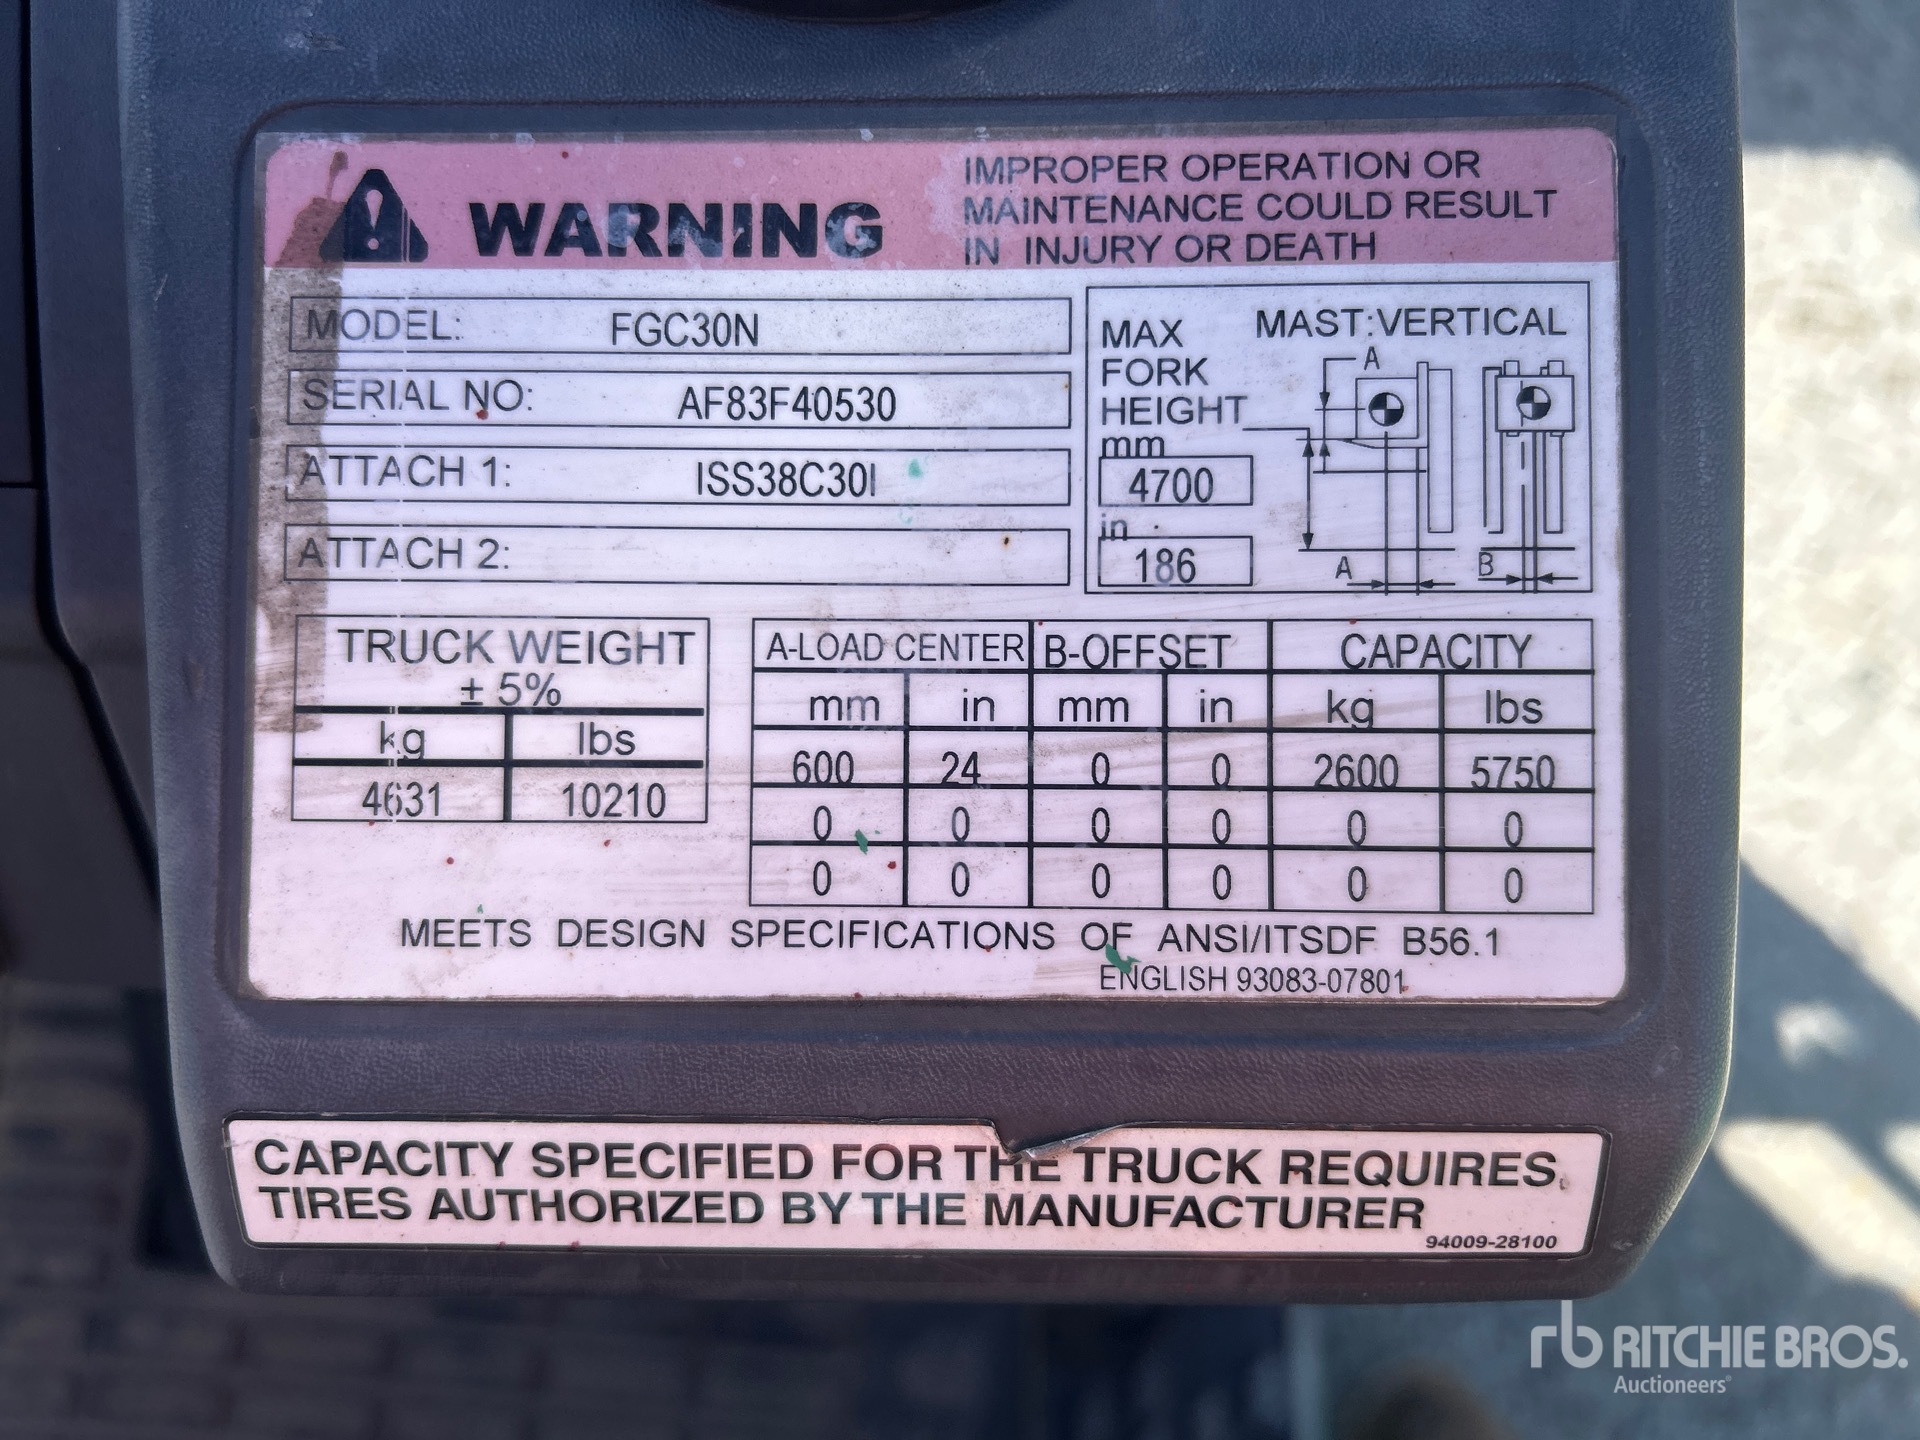 WARNING
IMPROPER OPERATION OR
MAINTENANCE COULD RESULT
IN INJURY OR DEATH
MODEL: FGC30N
SERIAL NO: AF83F40530
ATTACH 1: ISS38C30I
ATTACH 2:
MAX
FORK
HEIGHT
mm
4700
in
186
MAST:VERTICAL
A
A
B
TRUCK WEIGHT
± 5%
kg lbs
4631 10210
A-LOAD CENTER B-OFFSET CAPACITY
mm in mm in kg lbs
600 24 0 0 2600 5750
0 0 0 0 0 0
0 0 0 0 0 0
MEETS DESIGN SPECIFICATIONS OF ANSI/ITSDF B56.1
ENGLISH 93083-07801
CAPACITY SPECIFIED FOR THE TRUCK REQUIRES
TIRES AUTHORIZED BY THE MANUFACTURER
94009-28100
rb RITCHIE BROS.
Auctioneers